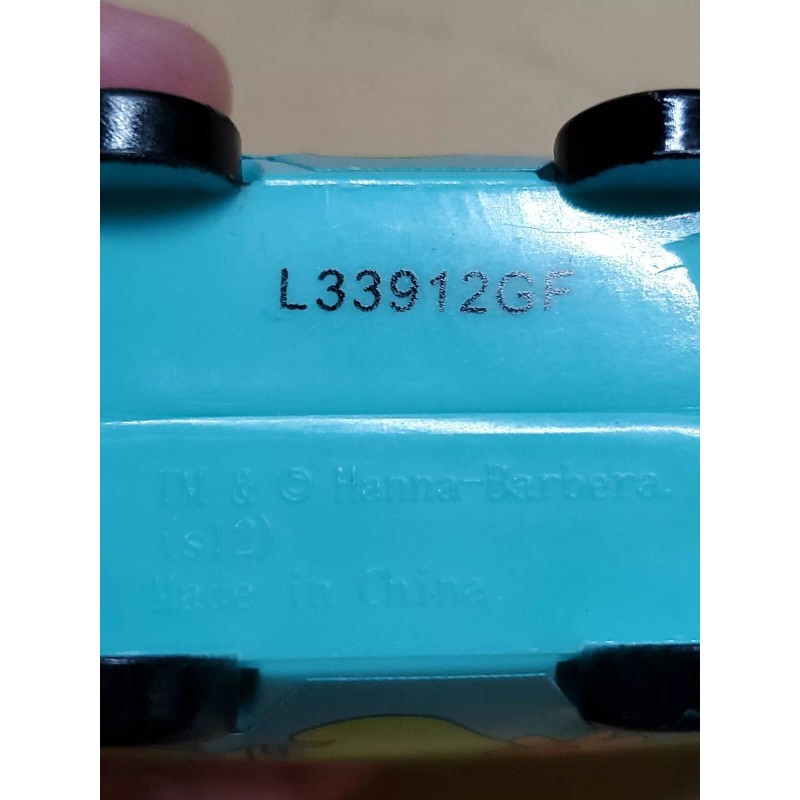 L33912GF
TM & © Hanna-Barbera.
(s12)
Made in China.